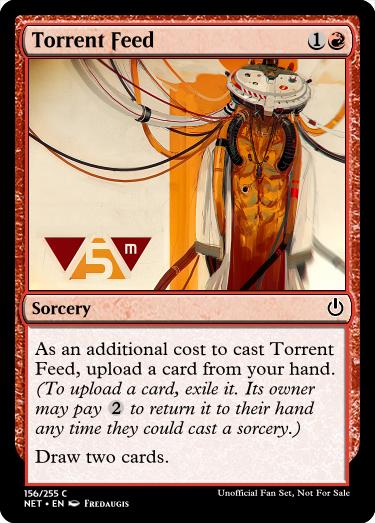 Torrent Feed 1
5 m
Sorcery
As an additional cost to cast Torrent
Feed, upload a card from your hand.
(To upload a card, exile it. Its owner
may pay 2 to return it to their hand
any time they could cast a sorcery.)
Draw two cards.
156/255 C
NET • EN Fredaugis
Unofficial Fan Set, Not For Sale